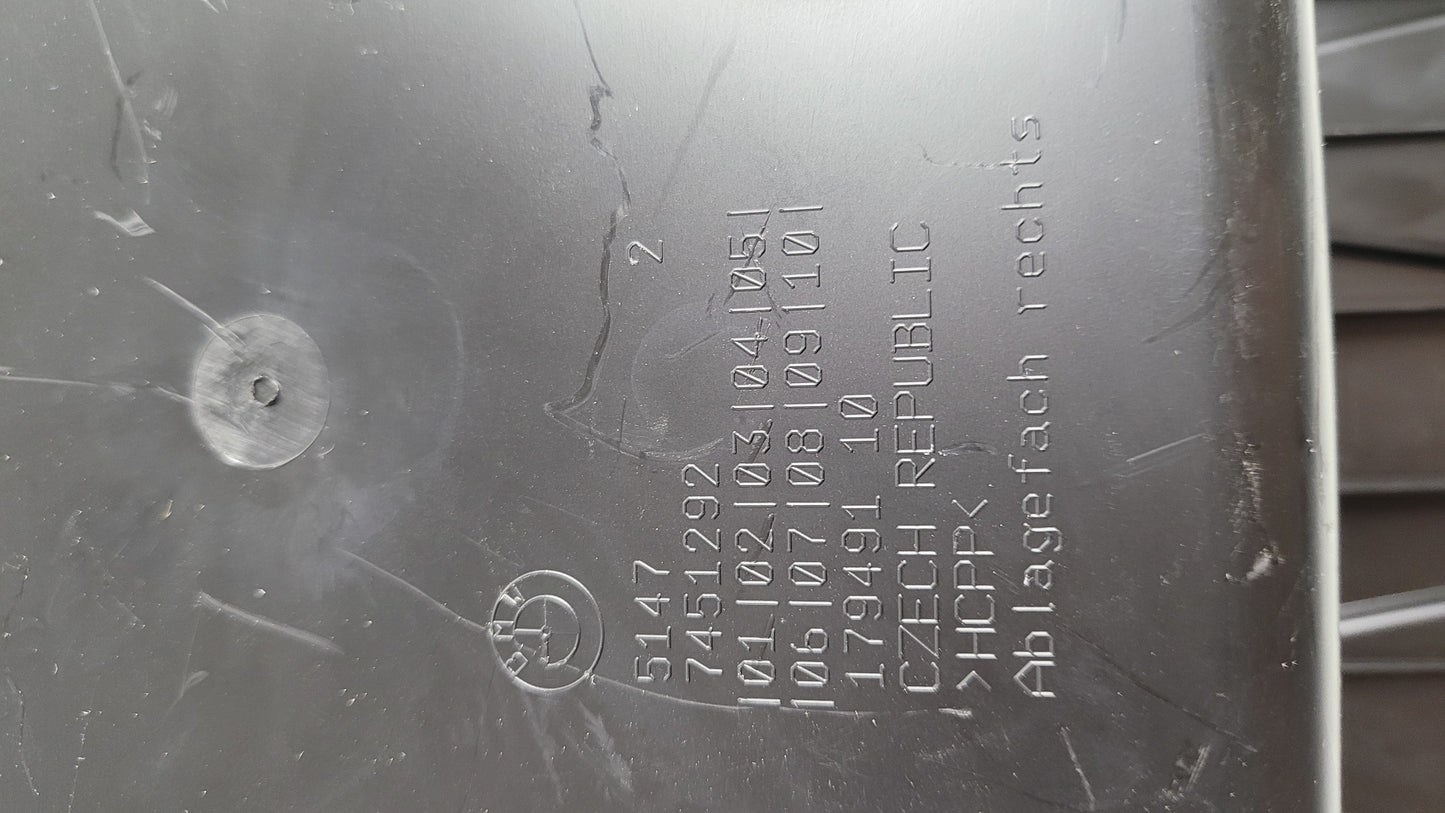 BMW
5147 2
7451292
|01|02|03|04|05|
|06|07|08|09|10|
179491 10
CZECH REPUBLIC
>HCPP<
Ablagefach rechts